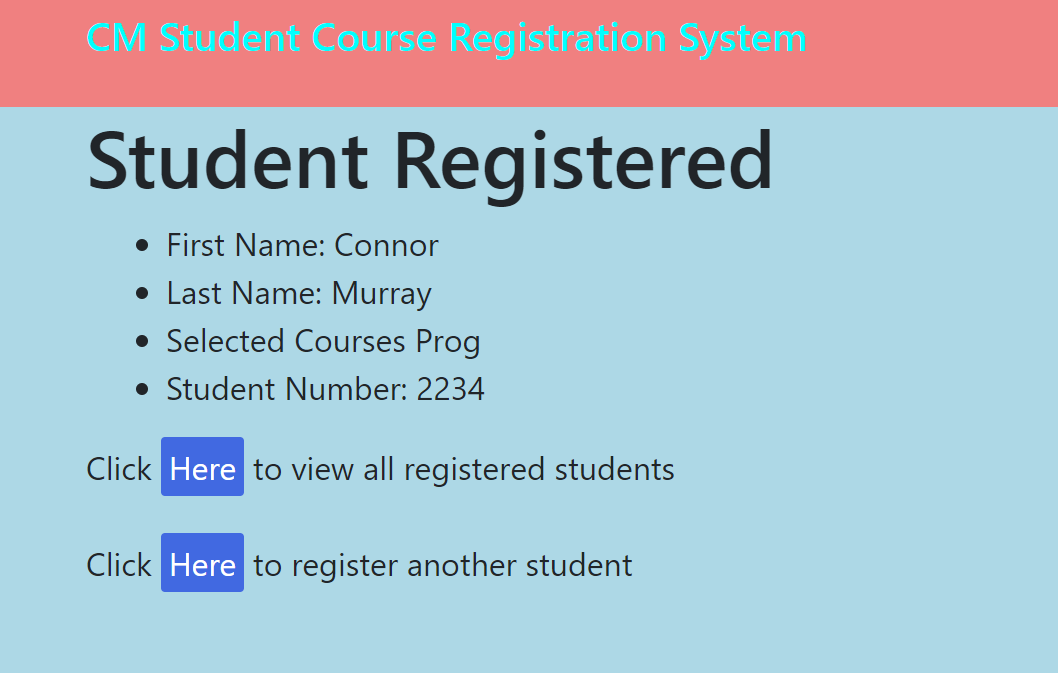 CM Student Course Registration System
Student Registered
First Name: Connor
Last Name: Murray
Selected Courses Prog
Student Number: 2234
Click Here to view all registered students
Click Here to register another student